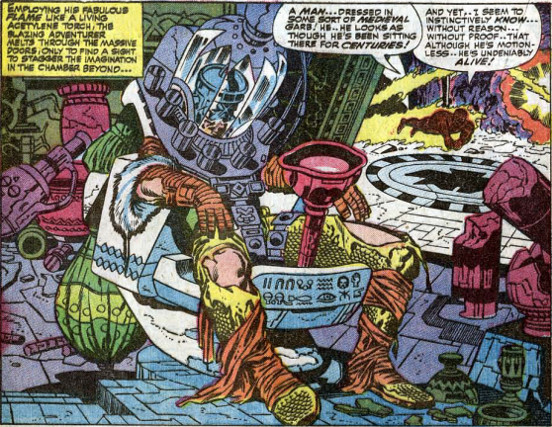 EMPLOYING HIS FABULOUS
FLAME LIKE A LIVING
ACETYLENE TORCH, THE
BLAZING ADVENTURER
MELTS THROUGH THE MASSIVE
DOORS, ONLY TO FIND A SIGHT
TO STAGGER THE IMAGINATION
IN THE CHAMBER BEYOND...
A MAN... DRESSED IN
SOME SORT OF MEDIEVAL
GARB! HE.. HE LOOKS AS
THOUGH HE'S BEEN SITTING
THERE FOR CENTURIES!
AND YET.. I SEEM TO
INSTINCTIVELY KNOW...
WITHOUT REASON...
WITHOUT PROOF... THAT
ALTHOUGH HE'S MOTION-
LESS.. HE'S UNDENIABLY
ALIVE!